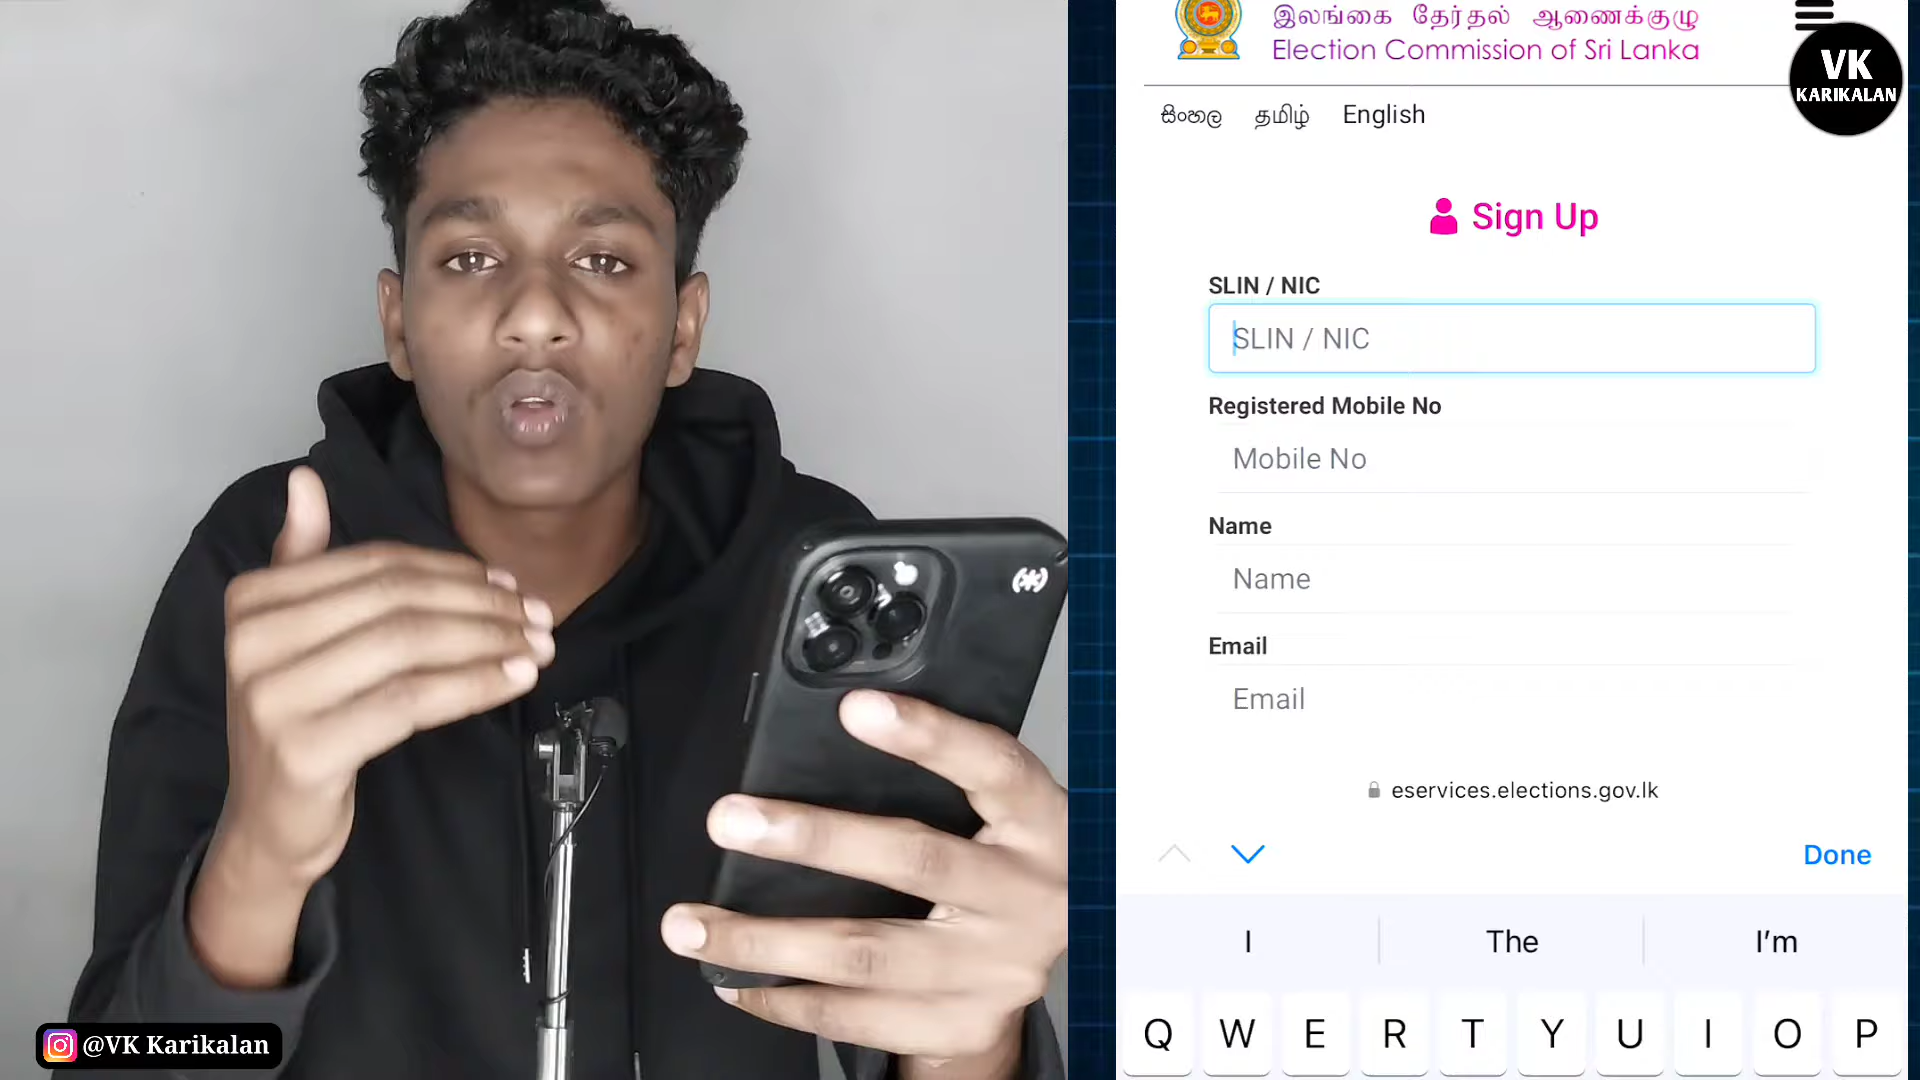 இலங்கை தேர்தல் ஆணைக்குழு
Election Commission of Sri Lanka
VK
KARIKALAN
සිංහල தமிழ் English
Sign Up
SLIN / NIC
SLIN / NIC
Registered Mobile No
Mobile No
Name
Name
Email
Email
eservices.elections.gov.lk
Done
I The I'm
Q W E R T Y U I O P
@VK Karikalan